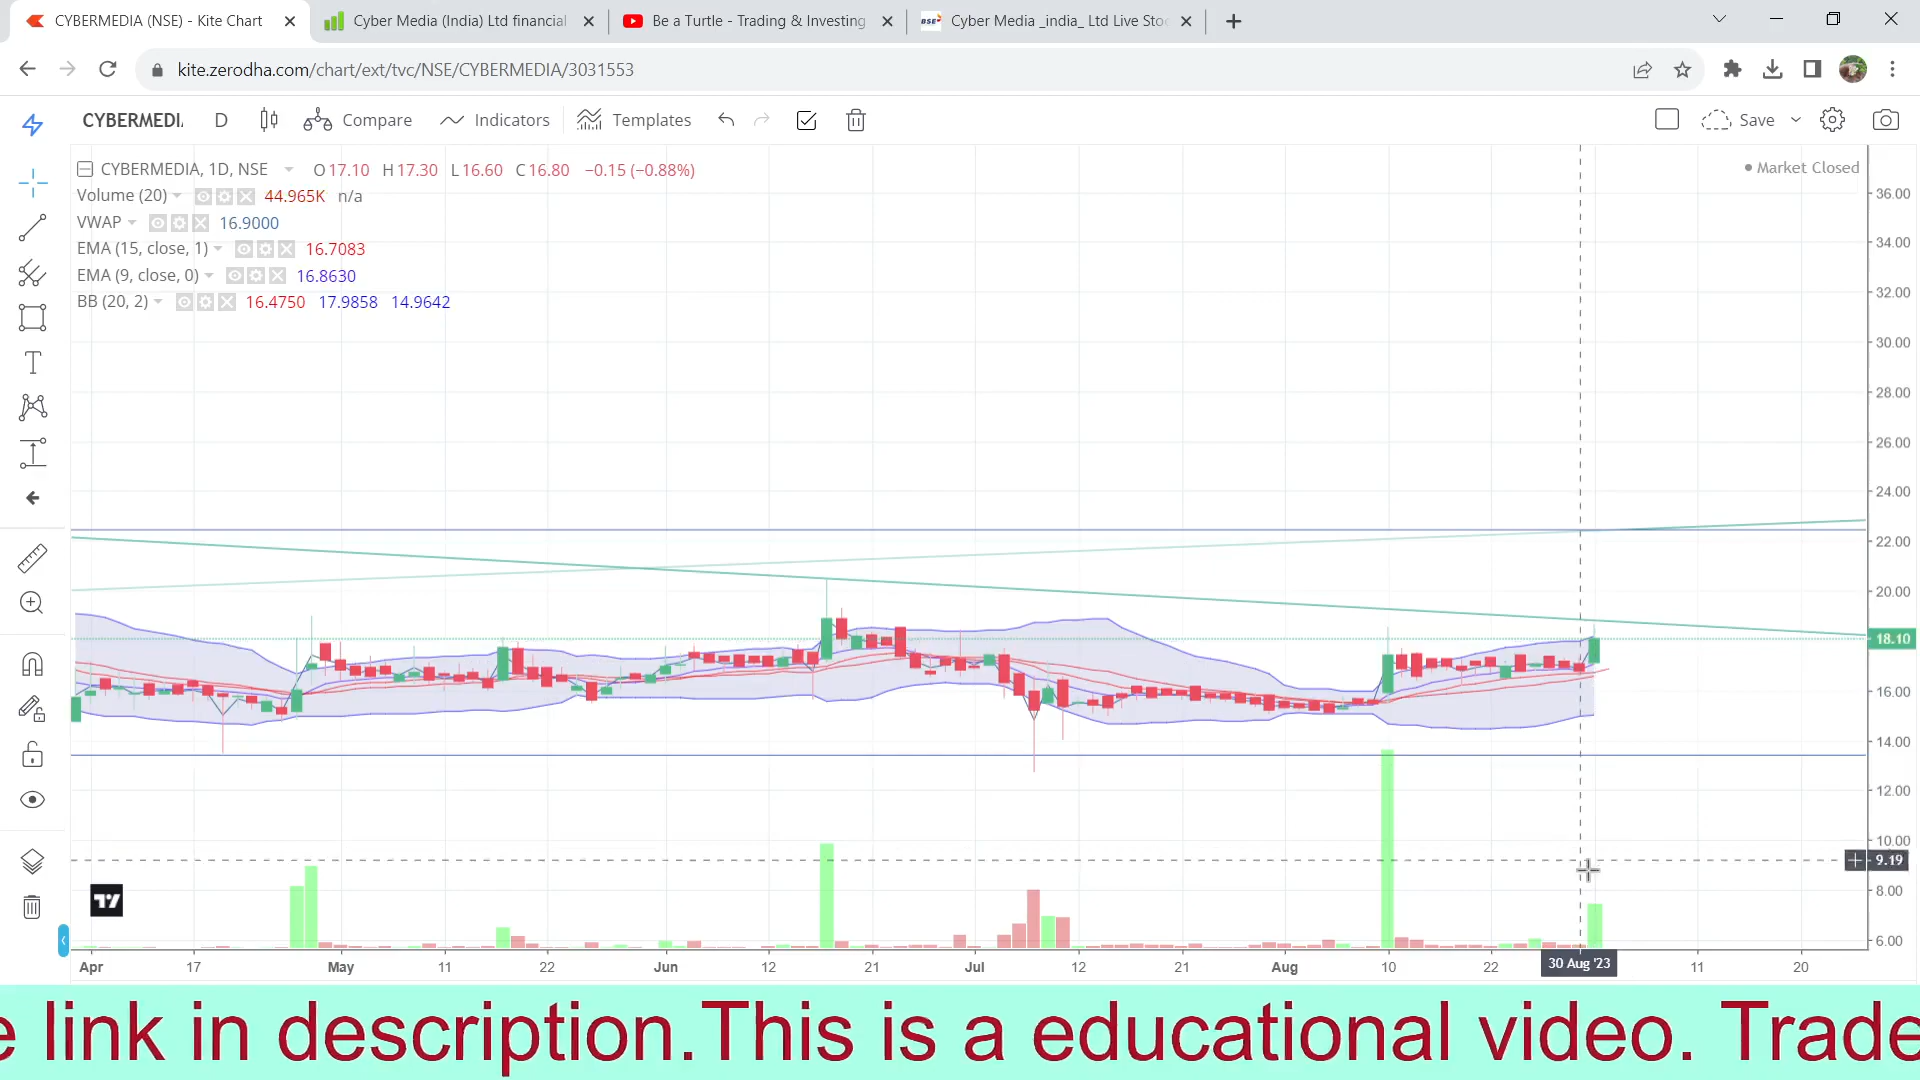 CYBERMEDIA (NSE) - Kite Chart
Cyber Media (India) Ltd financial
Be a Turtle - Trading & Investing
BSE
Cyber Media _india_ Ltd Live Sto
kite.zerodha.com/chart/ext/tvc/NSE/CYBERMEDIA/3031553
CYBERMEDI
D
Compare
Indicators
Templates
Save
CYBERMEDIA, 1D, NSE O17.10 H17.30 L16.60 C16.80 −0.15 (−0.88%)
Market Closed
Volume (20) 44.965K n/a
VWAP 16.9000
EMA (15, close, 1) 16.7083
EMA (9, close, 0) 16.8630
BB (20, 2) 16.4750 17.9858 14.9642
36.00
34.00
32.00
30.00
28.00
26.00
24.00
22.00
20.00
18.10
16.00
14.00
12.00
10.00
9.19
8.00
6.00
Apr 17 May 11 22 Jun 12 21 Jul 12 21 Aug 10 22 30 Aug '23 11 20
e link in description.This is a educational video. Trade